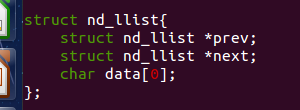 struct nd_llist{
    struct nd_llist *prev;
    struct nd_llist *next;
    char data[0];
};